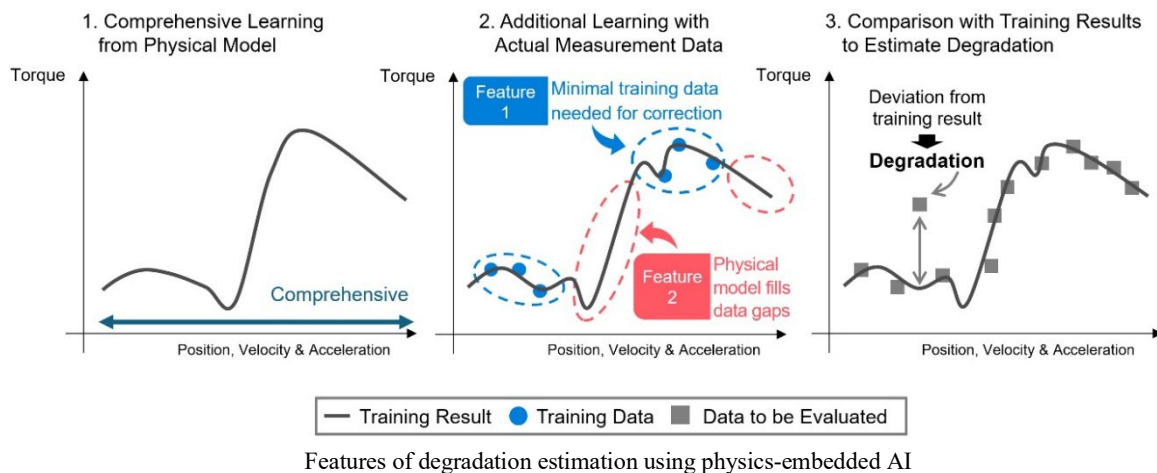 1. Comprehensive Learning
from Physical Model
Torque
Comprehensive
Position, Velocity & Acceleration
2. Additional Learning with
Actual Measurement Data
Torque
Feature
1
Minimal training data
needed for correction
Feature
2
Physical
model fills
data gaps
Position, Velocity & Acceleration
3. Comparison with Training Results
to Estimate Degradation
Torque
Deviation from
training result
Degradation
Position, Velocity & Acceleration
Training Result
Training Data
Data to be Evaluated
Features of degradation estimation using physics-embedded AI